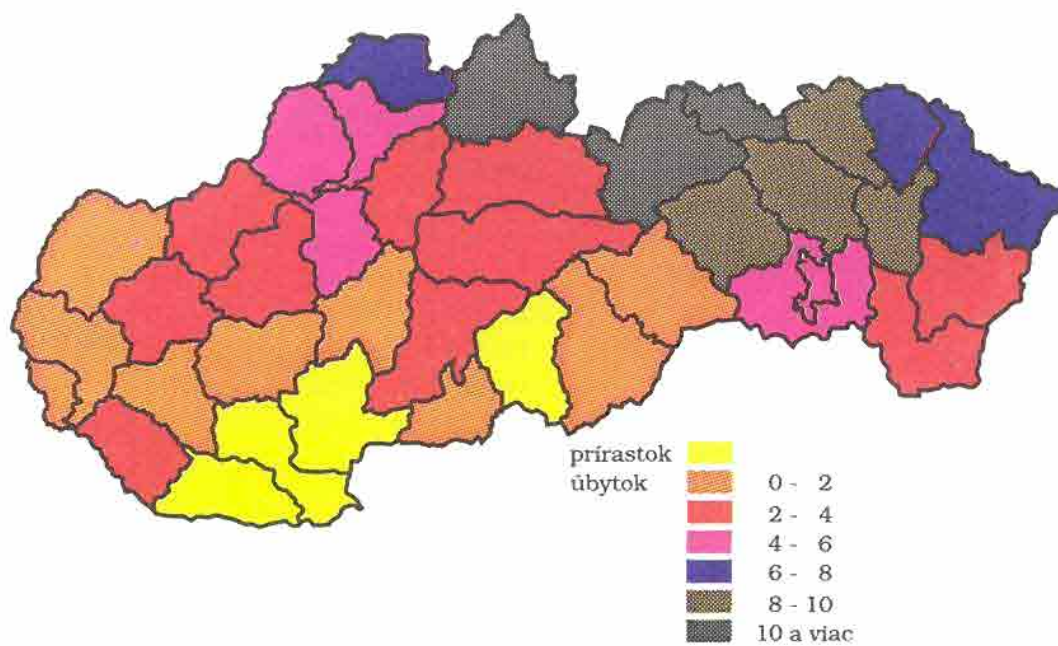 prírastok
úbytok 0 - 2
2 - 4
4 - 6
6 - 8
8 - 10
10 a viac